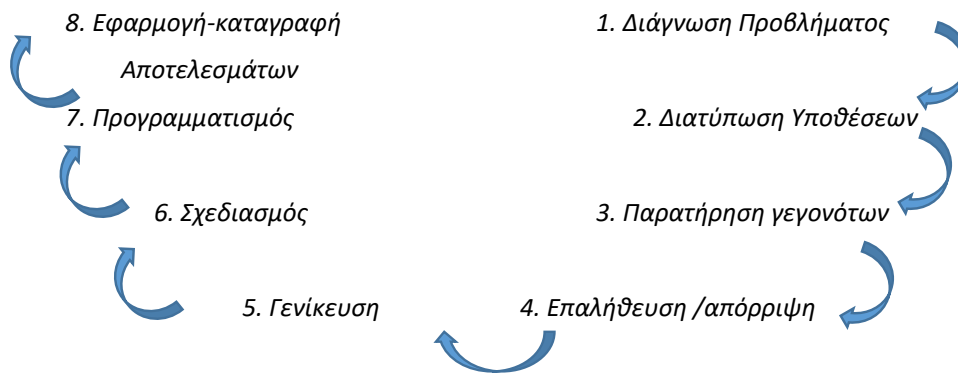 1. Διάγνωση Προβλήματος
2. Διατύπωση Υποθέσεων
3. Παρατήρηση γεγονότων
4. Επαλήθευση /απόρριψη
5. Γενίκευση
6. Σχεδιασμός
7. Προγραμματισμός
8. Εφαρμογή-καταγραφή
Αποτελεσμάτων